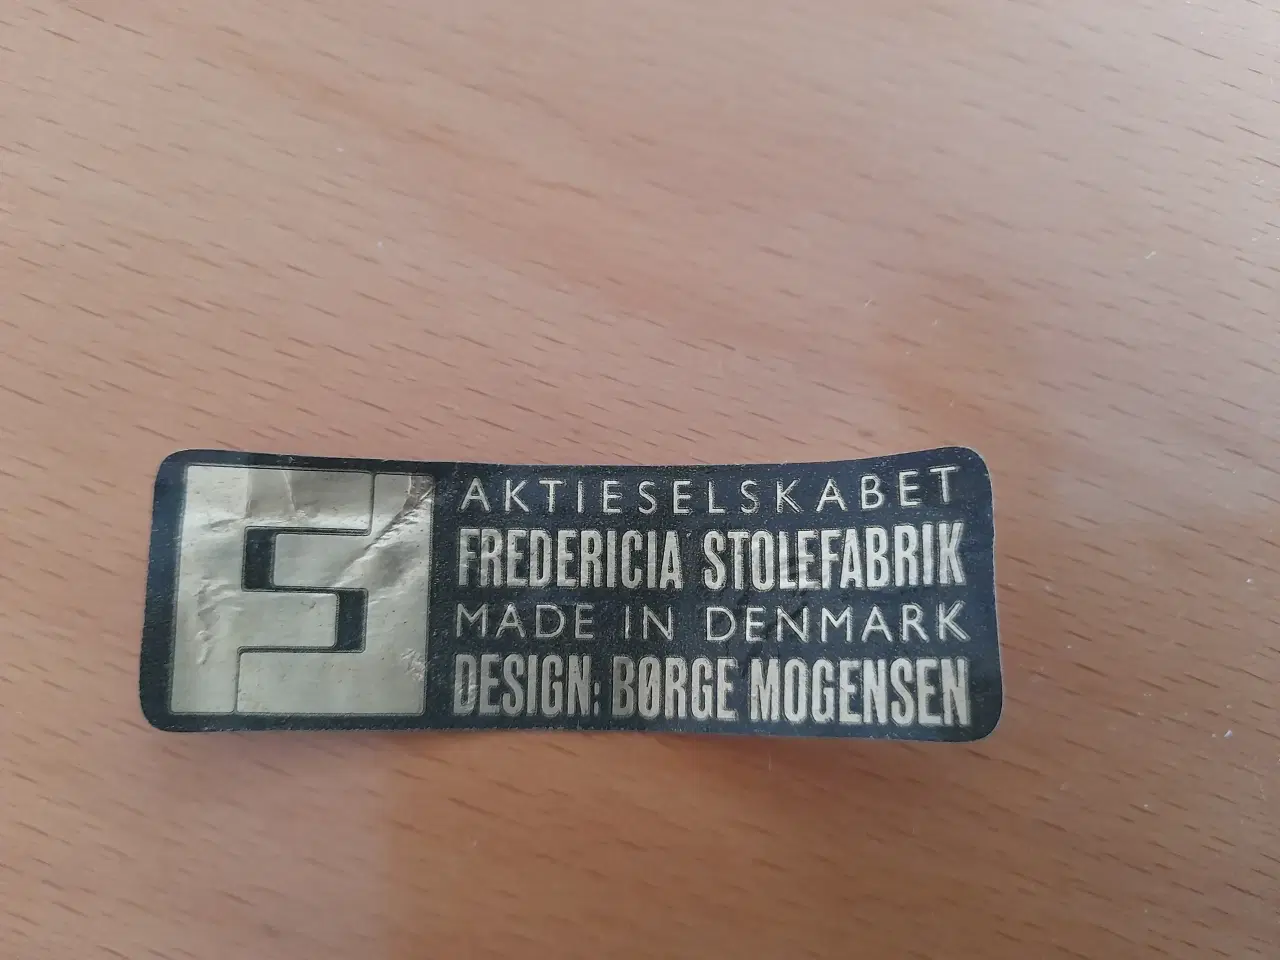 AKTIESELSKABET
FREDERICIA STOLEFABRIK
MADE IN DENMARK
DESIGN: BØRGE MOGENSEN